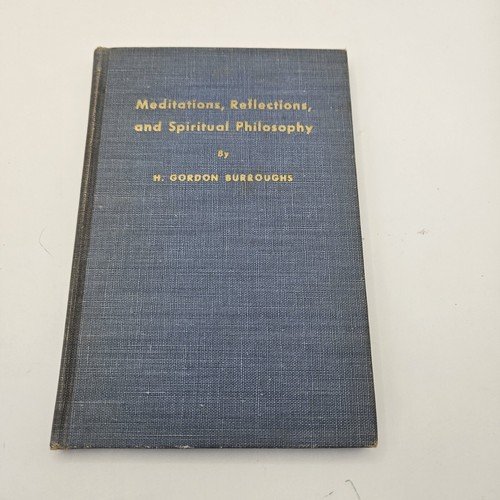 Meditations, Reflections,
and Spiritual Philosophy
By
H. GORDON BURROUGHS